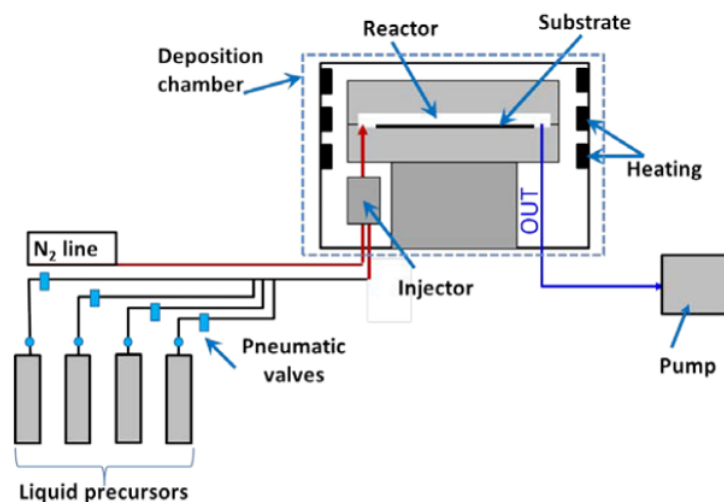 Reactor
Substrate
Deposition
chamber
Heating
OUT
N₂ line
Injector
Pneumatic
valves
Pump
Liquid precursors